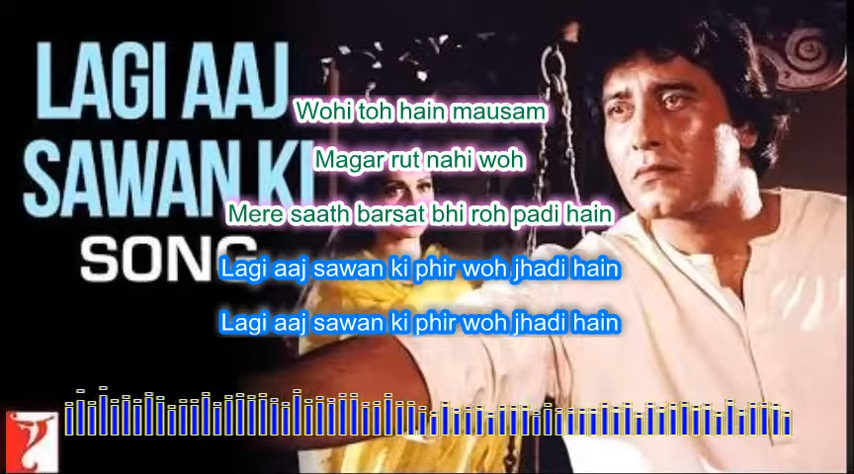 LAGI AAJ
SAWAN KI
SONG
Wohi toh hain mausam
Magar rut nahi woh
Mere saath barsat bhi roh padi hain
Lagi aaj sawan ki phir woh jhadi hain
Lagi aaj sawan ki phir woh jhadi hain